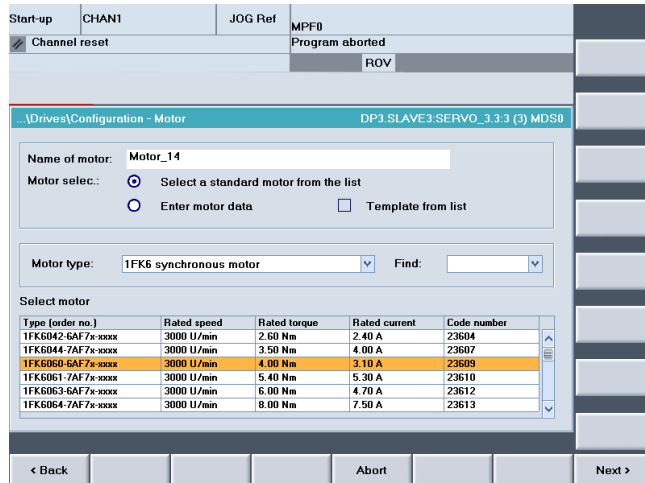 Start-up CHAN1 JOG Ref MPF0
Channel reset Program aborted
ROV
...\Drives\Configuration - Motor DP3.SLAVE3:SERVO_3.3:3 (3) MDS0
Name of motor: Motor_14
Motor selec.: Select a standard motor from the list
Enter motor data Template from list
Motor type: 1FK6 synchronous motor Find:
Select motor
Type (order no.) Rated speed Rated torque Rated current Code number
1FK6042-6AF7x-xxxx 3000 U/min 2.60 Nm 2.40 A 23604
1FK6044-7AF7x-xxxx 3000 U/min 3.50 Nm 4.00 A 23607
1FK6060-6AF7x-xxxx 3000 U/min 4.00 Nm 3.10 A 23609
1FK6061-7AF7x-xxxx 3000 U/min 5.40 Nm 5.30 A 23610
1FK6063-6AF7x-xxxx 3000 U/min 6.00 Nm 4.70 A 23612
1FK6064-7AF7x-xxxx 3000 U/min 8.00 Nm 7.50 A 23613
< Back Abort Next >